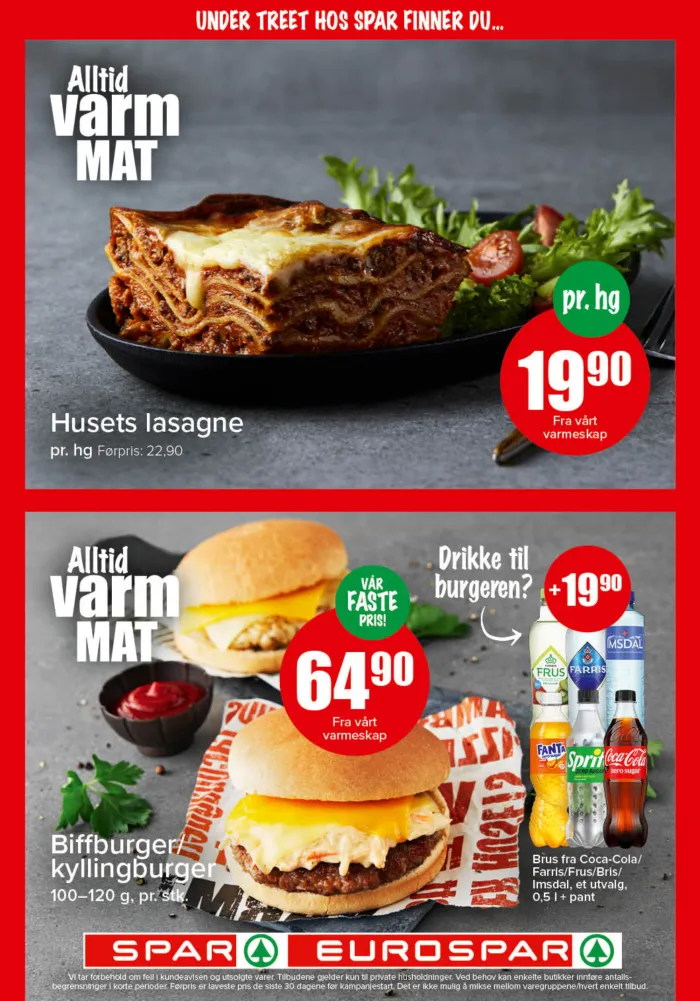 UNDER TREET HOS SPAR FINNER DU...
Alltid
varm
MAT
pr. hg
19 90
Fra vårt
varmeskap
Husets lasagne
pr. hg Førpris: 22,90
Alltid
varm
MAT
Drikke til
burgeren?
+19 90
VÅR
FASTE
PRIS!
64 90
Fra vårt
varmeskap
IMSDAL
FRUS
FARRIS
FANTA
Sprite
ZERO SUGAR
Coca-Cola
zero sugar
Biffburger/
kyllingburger
100–120 g, pr. stk.
Brus fra Coca-Cola/
Farris/Frus/Bris/
Imsdal, et utvalg,
0,5 l + pant
SPAR EUROSPAR
Vi tar forbehold om feil i kundeavisen og utsolgte varer. Tilbudene gjelder kun til private husholdninger. Ved behov kan enkelte butikker innføre antalls-
begrensninger i korte perioder. Førpris er laveste pris de siste 30 dagene før kampanjestart. Det er ikke mulig å mikse mellom varegruppene/hvert enkelt tilbud.